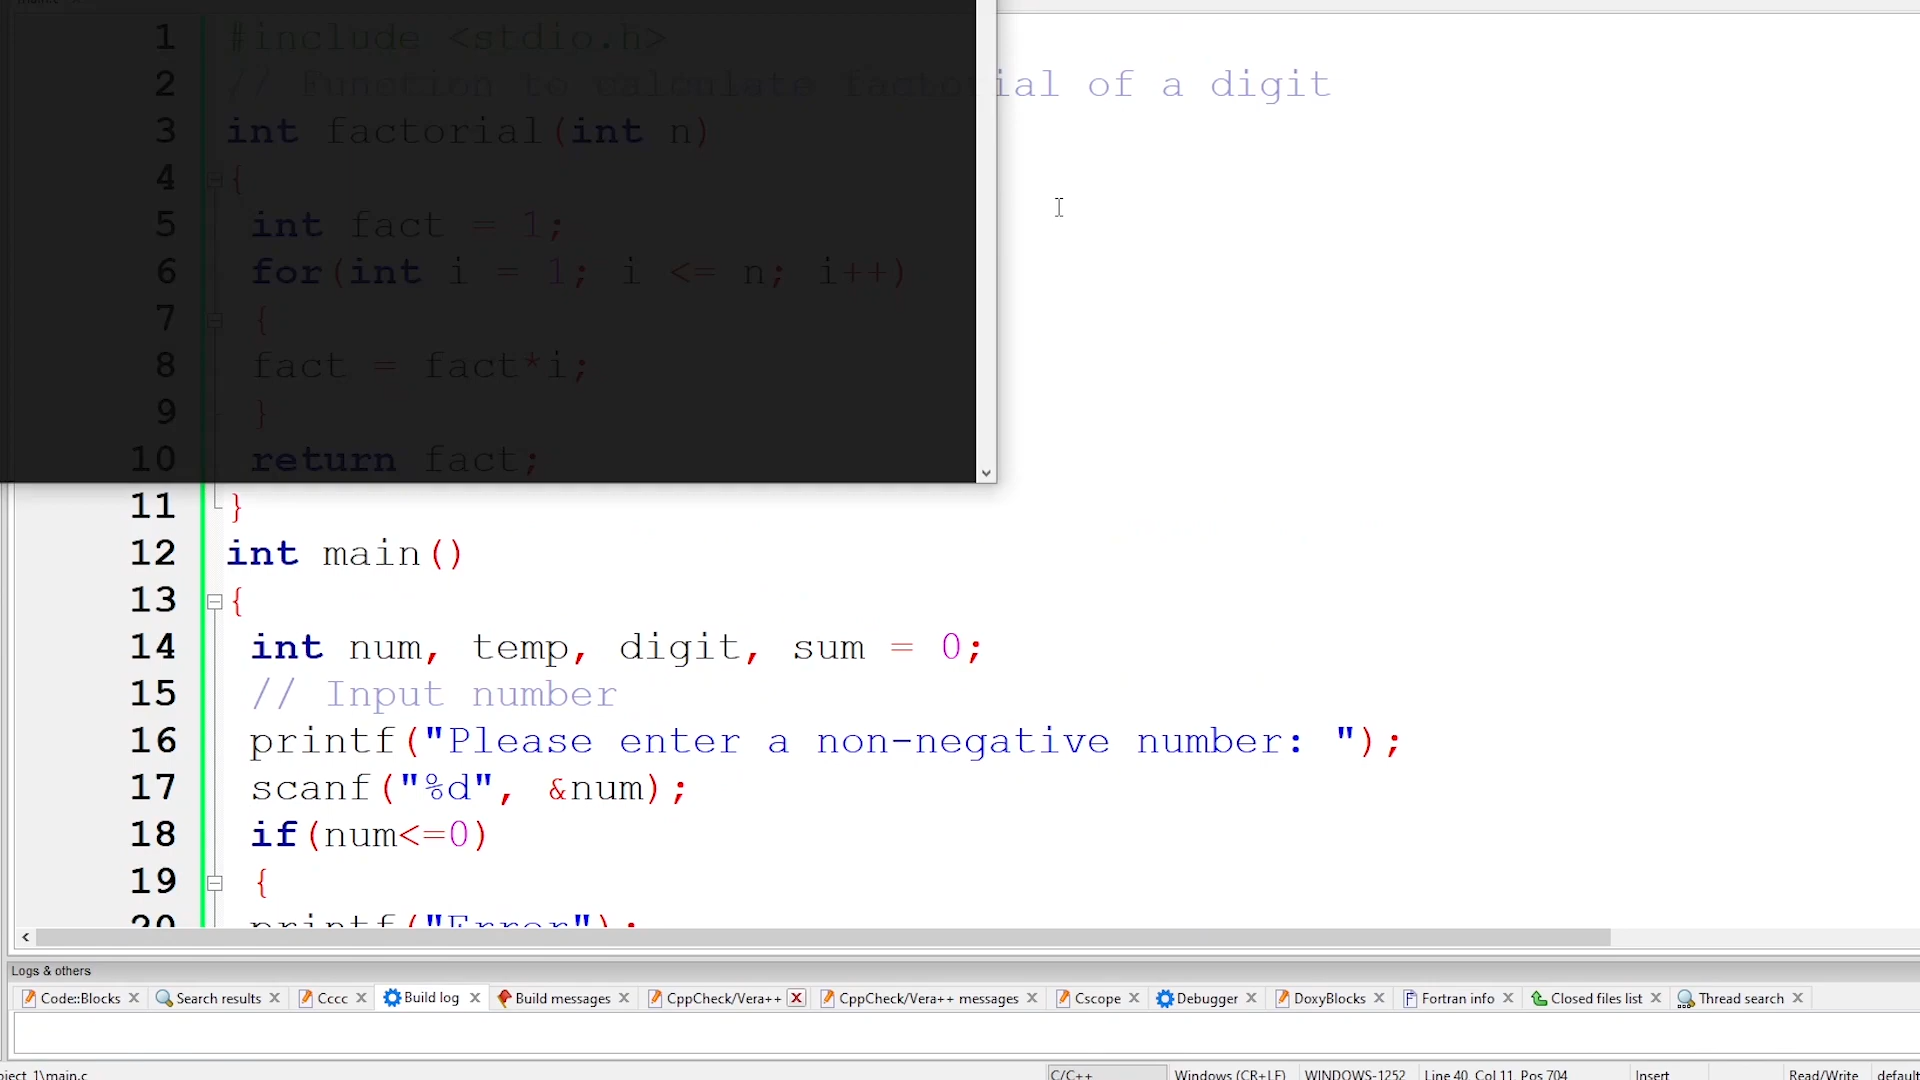 1 #include <stdio.h>
2 // Function to calculate factorial of a digit
3 int factorial(int n)
4 {
5 int fact = 1;
6 for(int i = 1; i <= n; i++)
7 {
8 fact = fact*i;
9 }
10 return fact;
11 }
12 int main()
13 {
14 int num, temp, digit, sum = 0;
15 // Input number
16 printf("Please enter a non-negative number: ");
17 scanf("%d", &num);
18 if(num<=0)
19 {
20 printf("Error");
Logs & others
Code::Blocks Search results Cccc Build log Build messages CppCheck/Vera++ CppCheck/Vera++ messages Cscope Debugger DoxyBlocks Fortran info Closed files list Thread search
1\main.c C/C++ Windows (CR+LF) WINDOWS-1252 Line 40, Col 11, Pos 704 Insert Read/Write